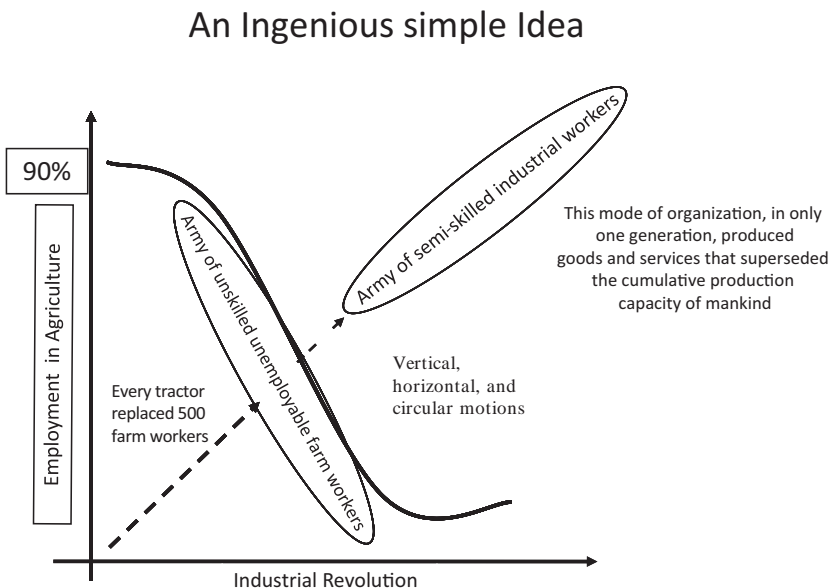 An Ingenious simple Idea
90%
Employment in Agriculture
Army of unskilled unemployable farm workers
Army of semi-skilled industrial workers
This mode of organization, in only
one generation, produced
goods and services that superseded
the cumulative production
capacity of mankind
Every tractor
replaced 500
farm workers
Vertical,
horizontal, and
circular motions
Industrial Revolution